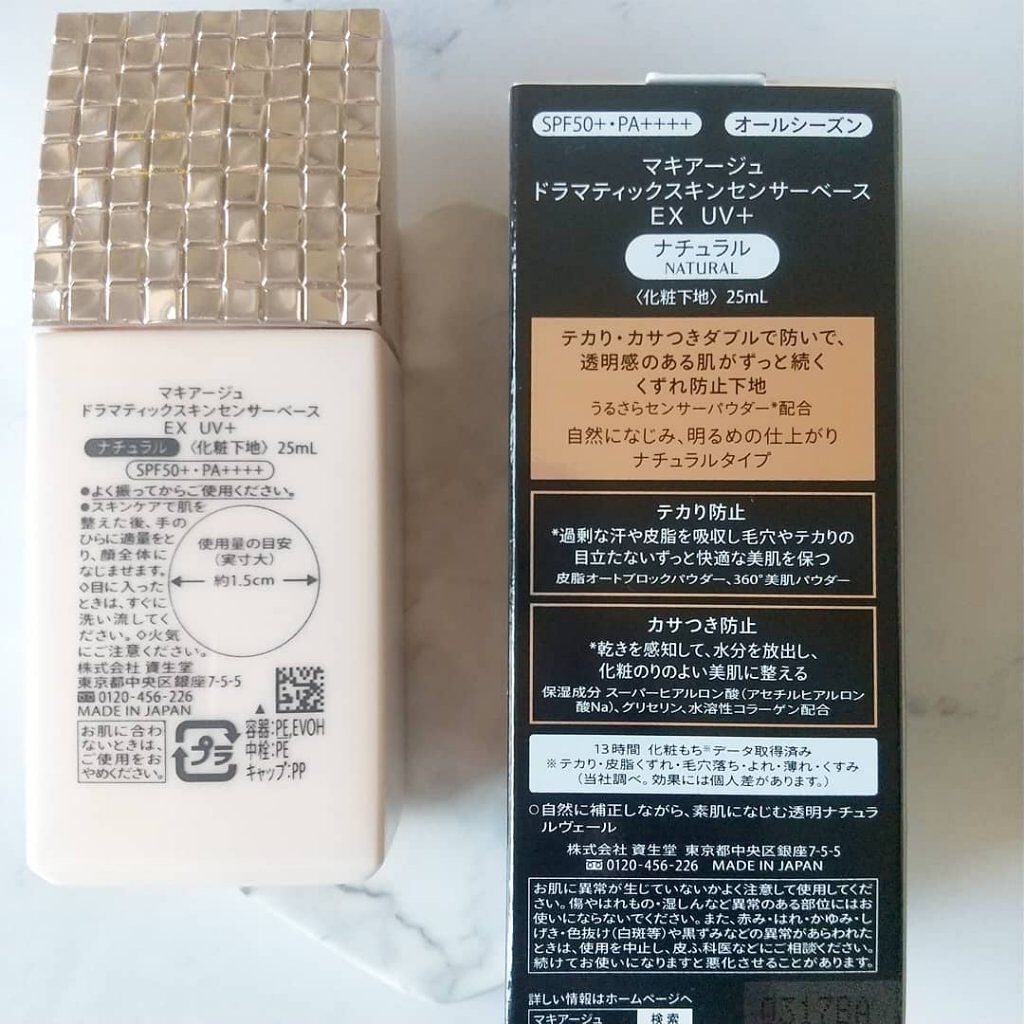 マキアージュ
ドラマティックスキンセンサーベース
EX UV+
ナチュラル 〈化粧下地〉 25mL
SPF50+・PA++++
●よく振ってからご使用ください。
●スキンケアで肌を
整えた後、手の
ひらに適量をと
り、顔全体に
なじませます。
◇目に入った
ときは、すぐに
洗い流してく
ださい。◇火気
にご注意ください。
使用量の目安
(実寸大)
約1.5cm
株式会社 資生堂
東京都中央区銀座7-5-5
0120-456-226
MADE IN JAPAN
お肌に合わ
ないときは、
ご使用をお
やめください。
プラ
容器:PE,EVOH
中栓:PE
キャップ:PP
SPF50+・PA++++ オールシーズン
マキアージュ
ドラマティックスキンセンサーベース
EX UV+
ナチュラル
NATURAL
〈化粧下地〉 25mL
テカリ・カサつきダブルで防いで、
透明感のある肌がずっと続く
くずれ防止下地
うるさらセンサーパウダー*配合
自然になじみ、明るめの仕上がり
ナチュラルタイプ
テカリ防止
*過剰な汗や皮脂を吸収し毛穴やテカリの
目立たないずっと快適な美肌を保つ
皮脂オートブロックパウダー、360°美肌パウダー
カサつき防止
*乾きを感知して、水分を放出し、
化粧のりのよい美肌に整える
保湿成分 スーパーヒアルロン酸(アセチルヒアルロン
酸Na)、グリセリン、水溶性コラーゲン配合
13時間 化粧もち※データ取得済み
※テカリ・皮脂くずれ・毛穴落ち・よれ・薄れ・くすみ
(当社調べ。効果には個人差があります。)
○自然に補正しながら、素肌になじむ透明ナチュラ
ルヴェール
株式会社 資生堂 東京都中央区銀座7-5-5
0120-456-226 MADE IN JAPAN
お肌に異常が生じていないかよく注意して使用してくだ
さい。傷やはれもの・湿しんなど異常のある部位にはお
使いにならないでください。また、赤み・はれ・かゆみ・し
げき・色抜け(白斑等)や黒ずみなどの異常があらわれた
ときは、使用を中止し、皮ふ科医などにご相談ください。
続けてお使いになりますと悪化させることがあります。
詳しい情報はホームページへ
マキアージュ 検索
0317BA